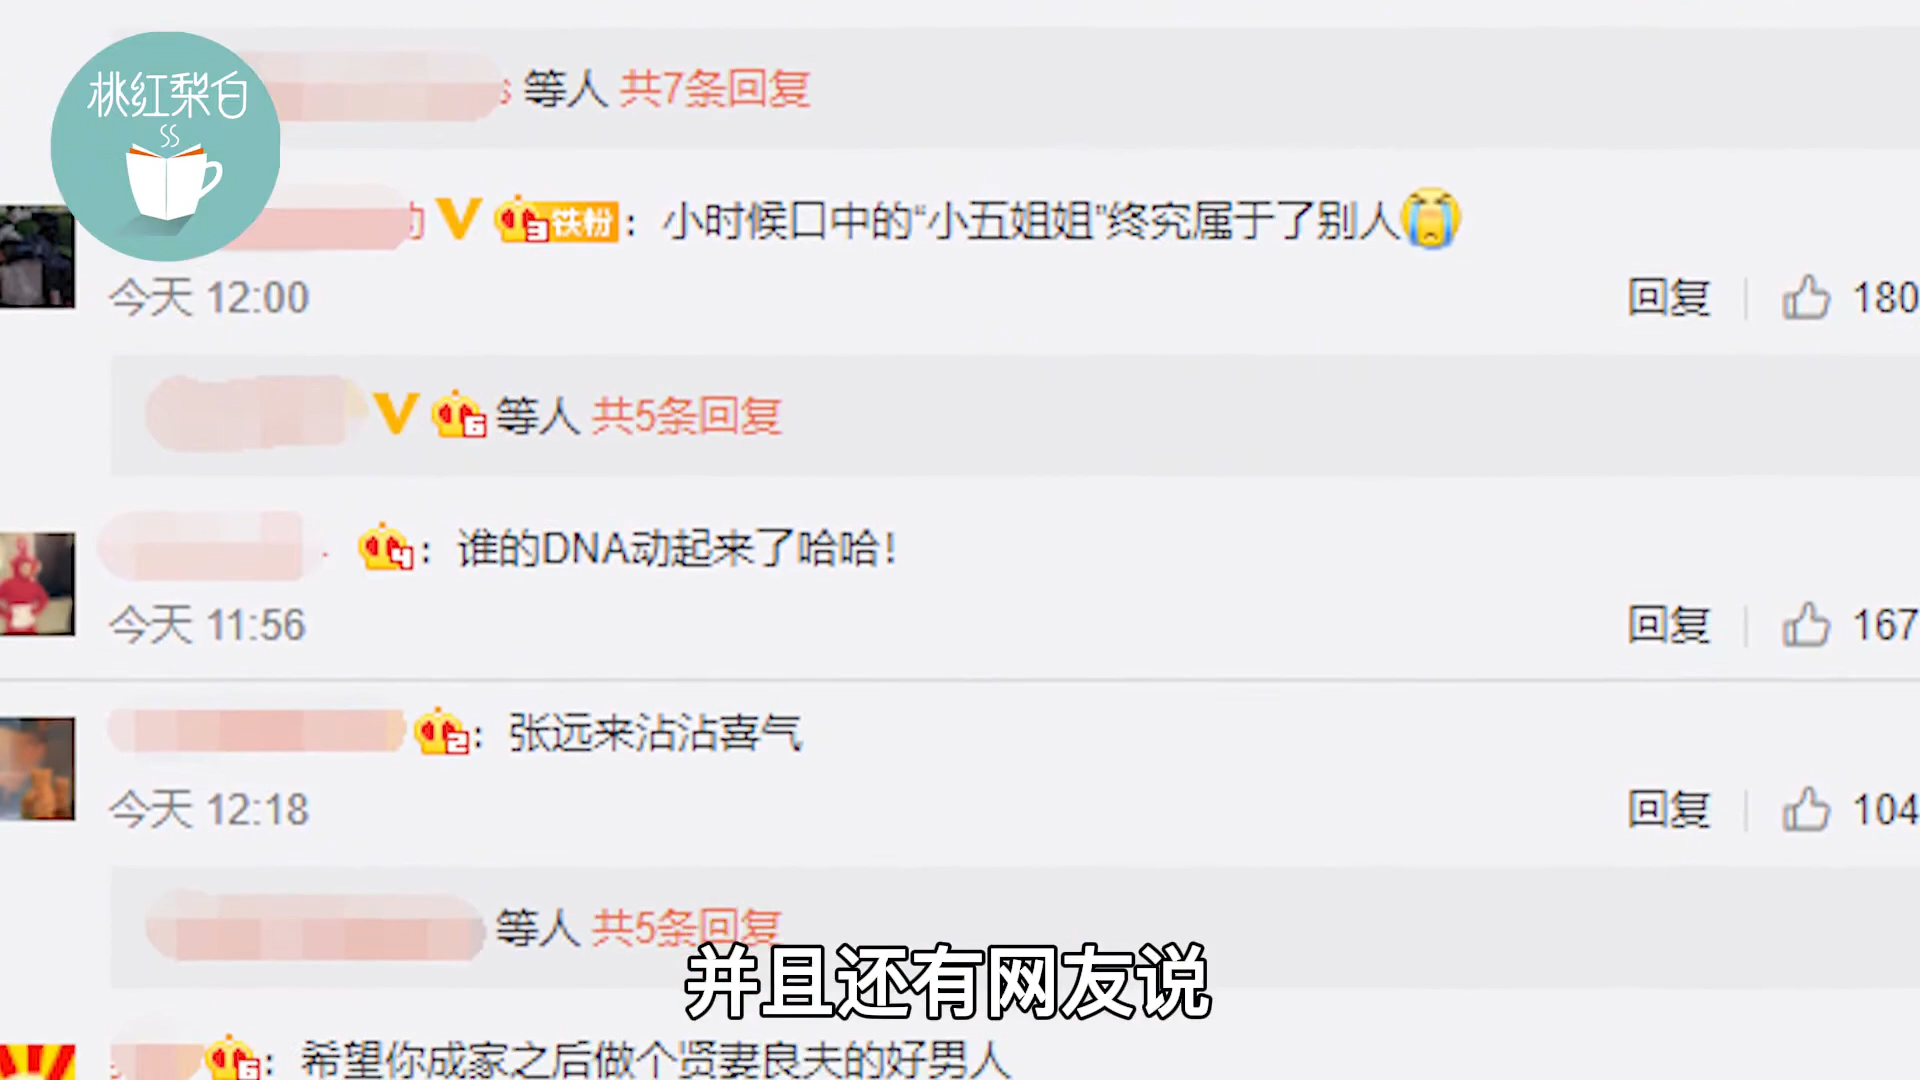 桃红梨白
等人 共7条回复
3 铁粉 : 小时候口中的“小五姐姐”终究属于了别人
今天 12:00
回复 180
6 等人 共5条回复
4 : 谁的DNA动起来了哈哈!
今天 11:56
回复 167
2 : 张远来沾沾喜气
今天 12:18
回复 104
等人 共5条回复
并且还有网友说
6 : 希望你成家之后做个贤妻良夫的好男人